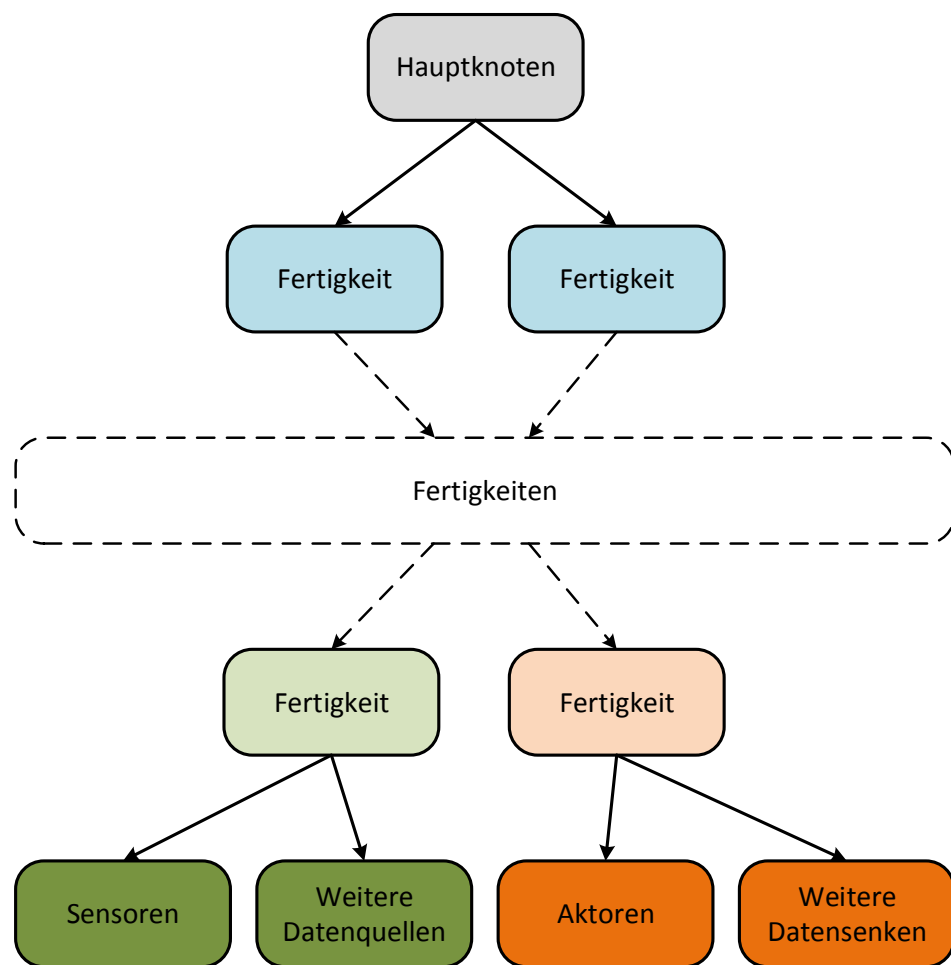 Hauptknoten
Fertigkeit
Fertigkeit
Fertigkeiten
Fertigkeit
Fertigkeit
Sensoren
Weitere
Datenquellen
Aktoren
Weitere
Datensenken